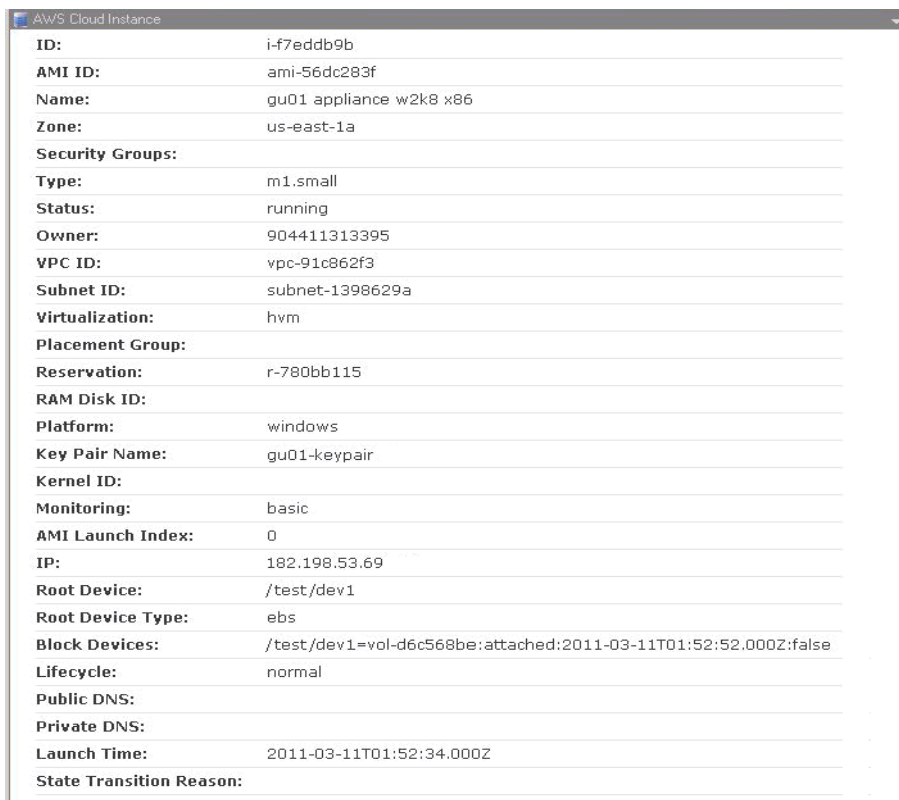 AWS Cloud Instance
ID: i-f7eddb9b
AMI ID: ami-56dc283f
Name: gu01 appliance w2k8 x86
Zone: us-east-1a
Security Groups:
Type: m1.small
Status: running
Owner: 904411313395
VPC ID: vpc-91c862f3
Subnet ID: subnet-1398629a
Virtualization: hvm
Placement Group:
Reservation: r-780bb115
RAM Disk ID:
Platform: windows
Key Pair Name: gu01-keypair
Kernel ID:
Monitoring: basic
AMI Launch Index: 0
IP: 182.198.53.69
Root Device: /test/dev1
Root Device Type: ebs
Block Devices: /test/dev1=vol-d6c568be:attached:2011-03-11T01:52:52.000Z:false
Lifecycle: normal
Public DNS:
Private DNS:
Launch Time: 2011-03-11T01:52:34.000Z
State Transition Reason: